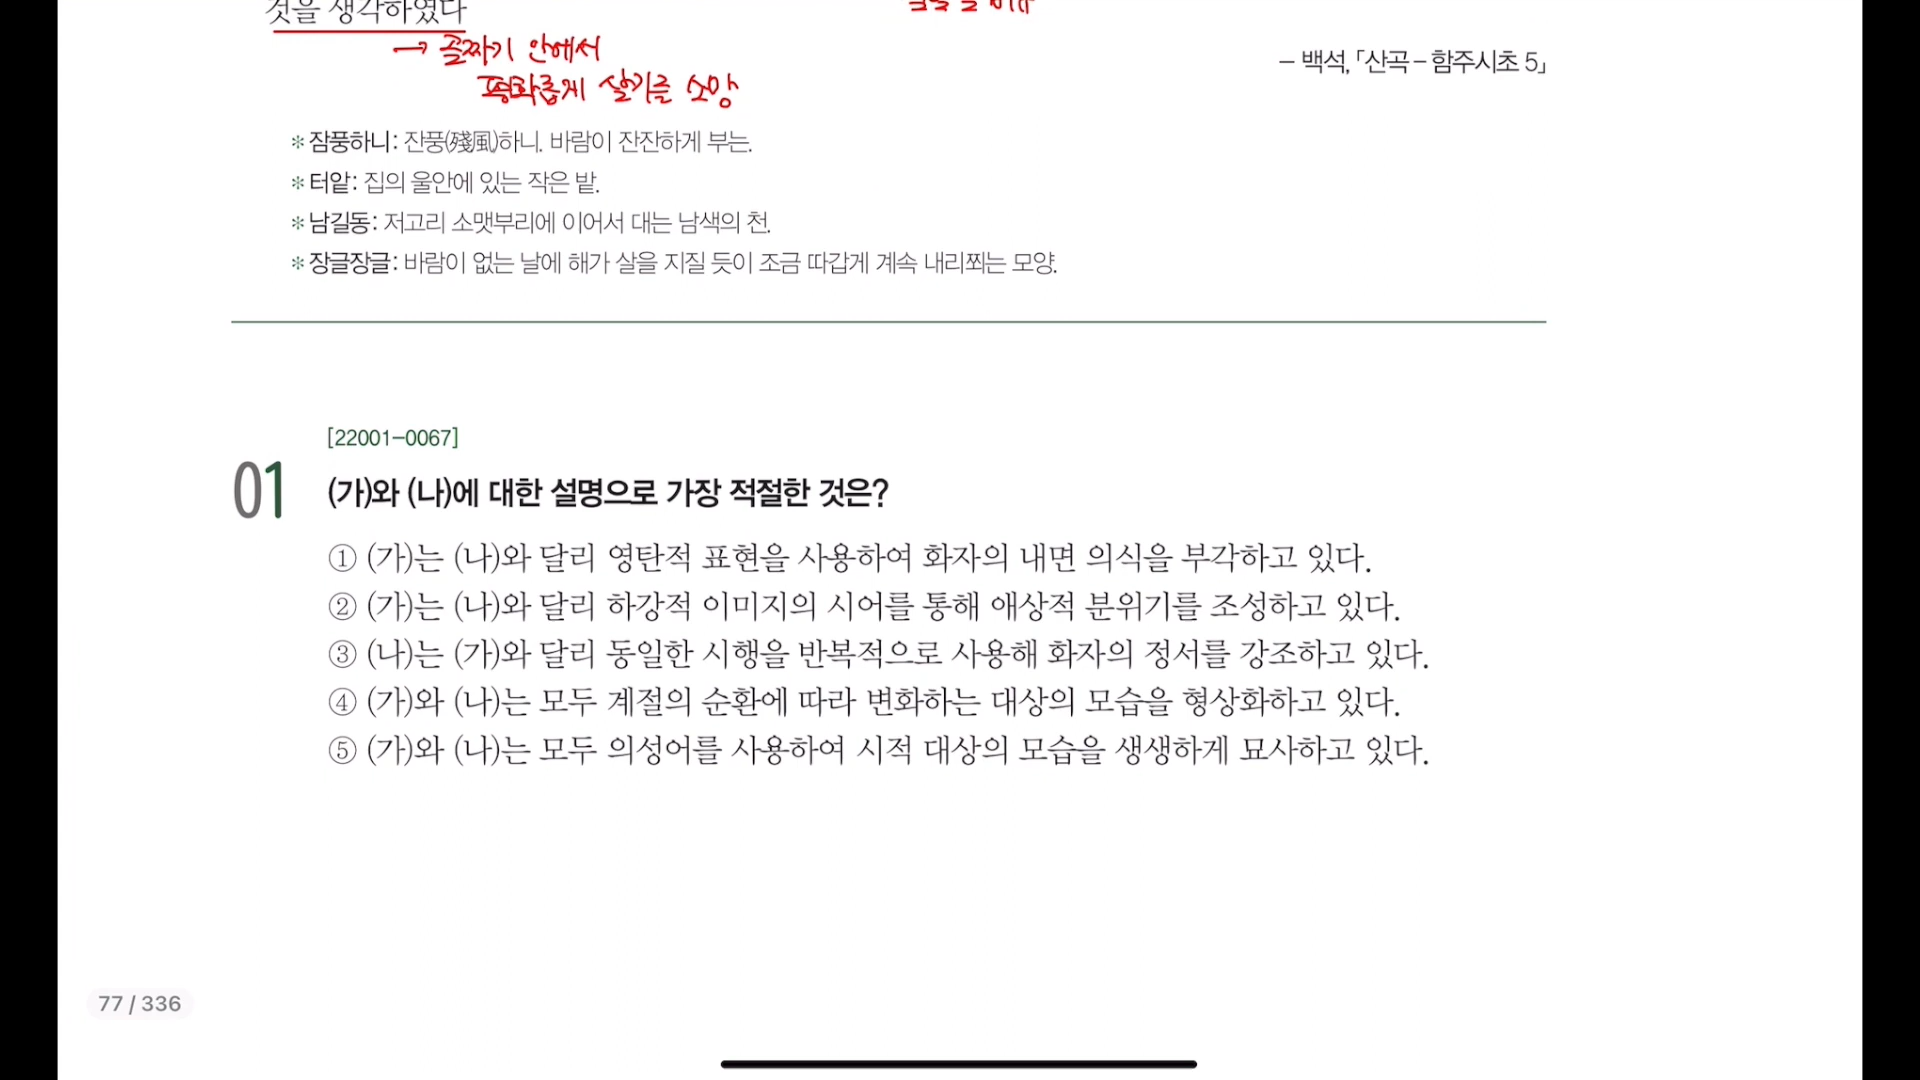 것을 생각하였다
→ 골짜기 안에서
평화롭게 살기를 소망
- 백석, 「산곡 - 함주시초 5」
* 잠풍하니: 잔풍(殘風)하니. 바람이 잔잔하게 부는.
* 터앝: 집의 울안에 있는 작은 밭.
* 남길동: 저고리 소맷부리에 이어서 대는 남색의 천.
* 장글장글: 바람이 없는 날에 해가 살을 지질 듯이 조금 따갑게 계속 내리쬐는 모양.
[22001-0067]
01 (가)와 (나)에 대한 설명으로 가장 적절한 것은?
① (가)는 (나)와 달리 영탄적 표현을 사용하여 화자의 내면 의식을 부각하고 있다.
② (가)는 (나)와 달리 하강적 이미지의 시어를 통해 애상적 분위기를 조성하고 있다.
③ (나)는 (가)와 달리 동일한 시행을 반복적으로 사용해 화자의 정서를 강조하고 있다.
④ (가)와 (나)는 모두 계절의 순환에 따라 변화하는 대상의 모습을 형상화하고 있다.
⑤ (가)와 (나)는 모두 의성어를 사용하여 시적 대상의 모습을 생생하게 묘사하고 있다.
77 / 336